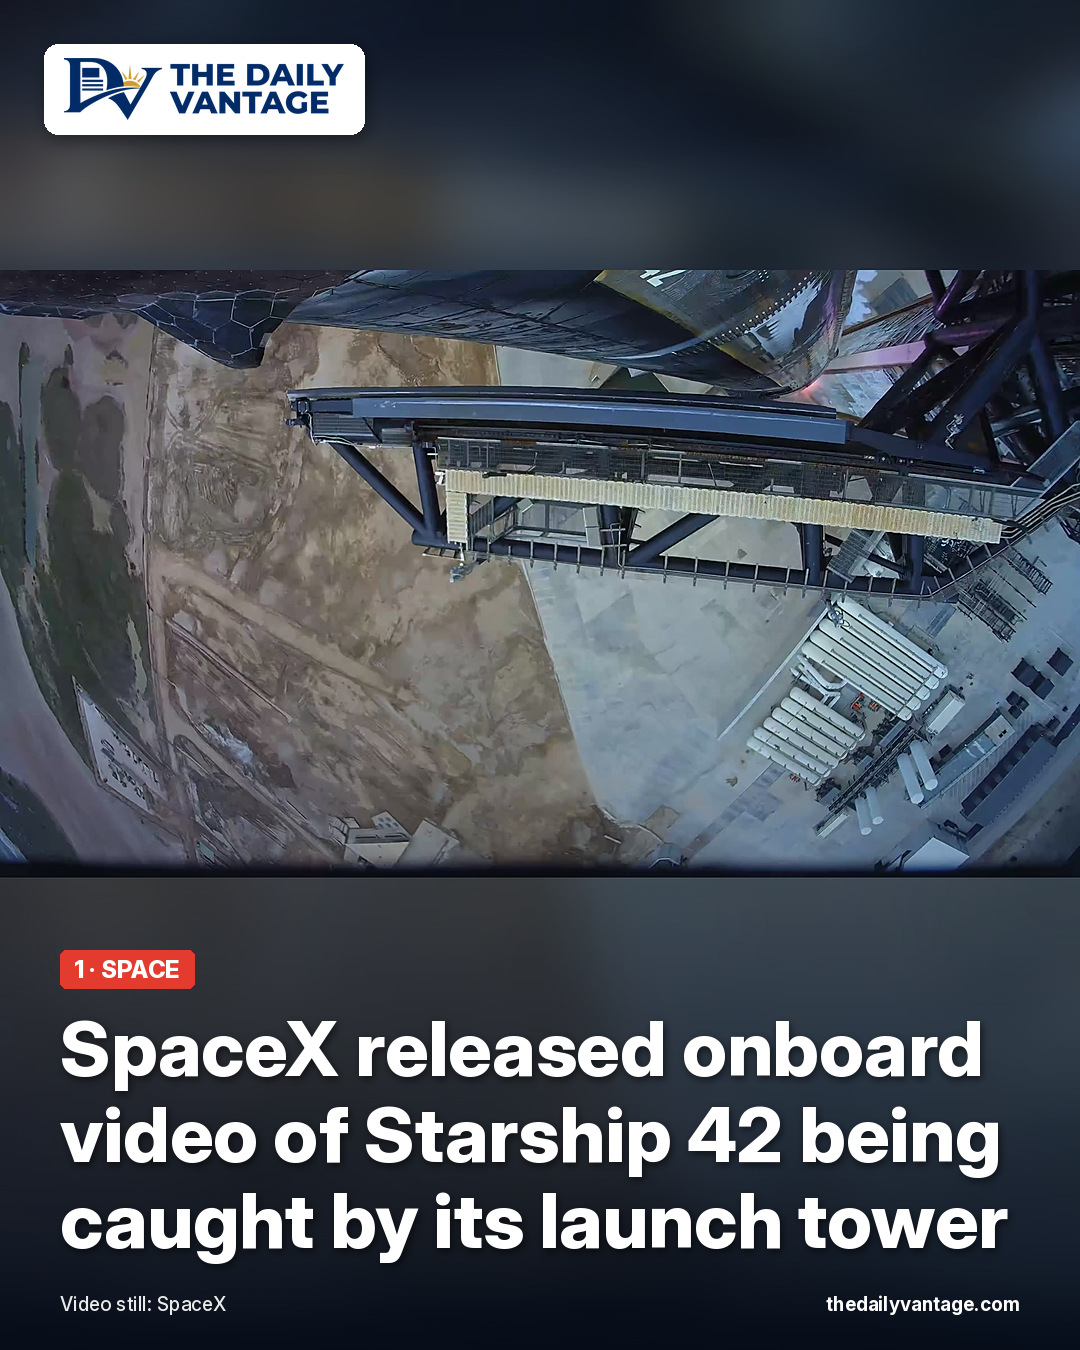 THE DAILY
VANTAGE
1 · SPACE
SpaceX released onboard
video of Starship 42 being
caught by its launch tower
Video still: SpaceX
thedailyvantage.com